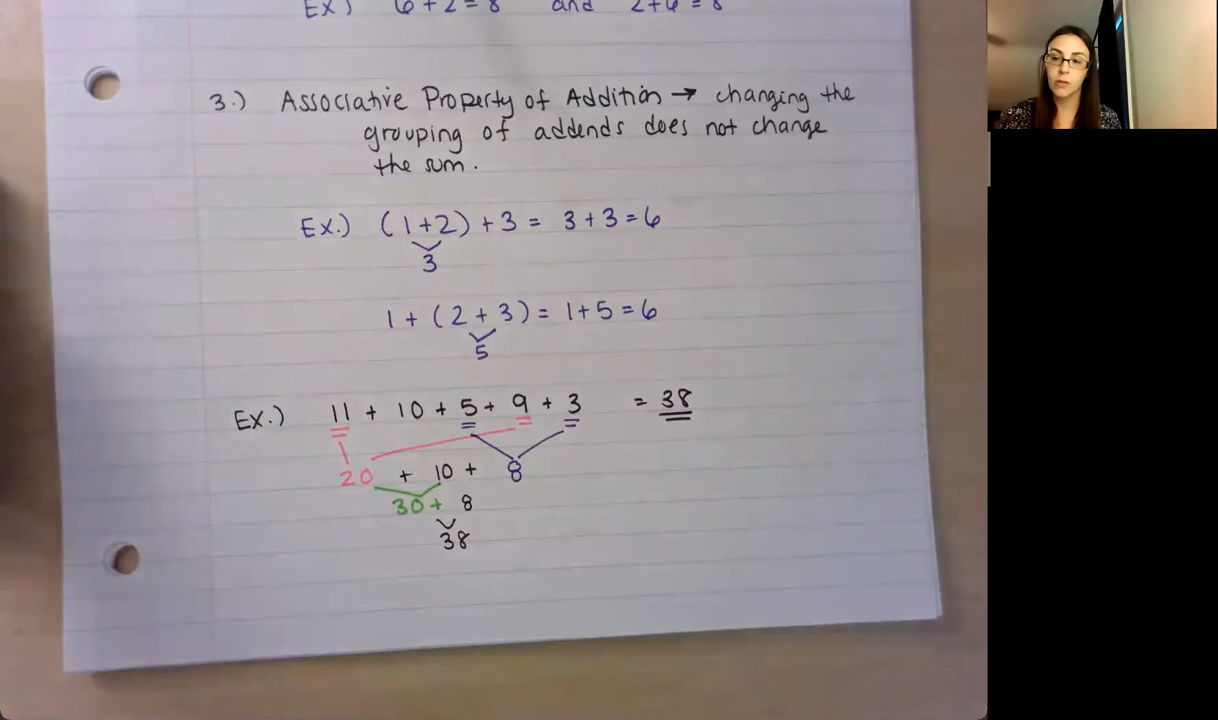 Ex.) 6 + 2 = 8 and 2 + 6 = 8
3.) Associative Property of Addition → changing the
grouping of addends does not change
the sum.
Ex.) (1+2) + 3 = 3 + 3 = 6
3
1 + (2 + 3) = 1 + 5 = 6
5
Ex.) 11 + 10 + 5 + 9 + 3 = 38
20 + 10 + 8
30 + 8
38